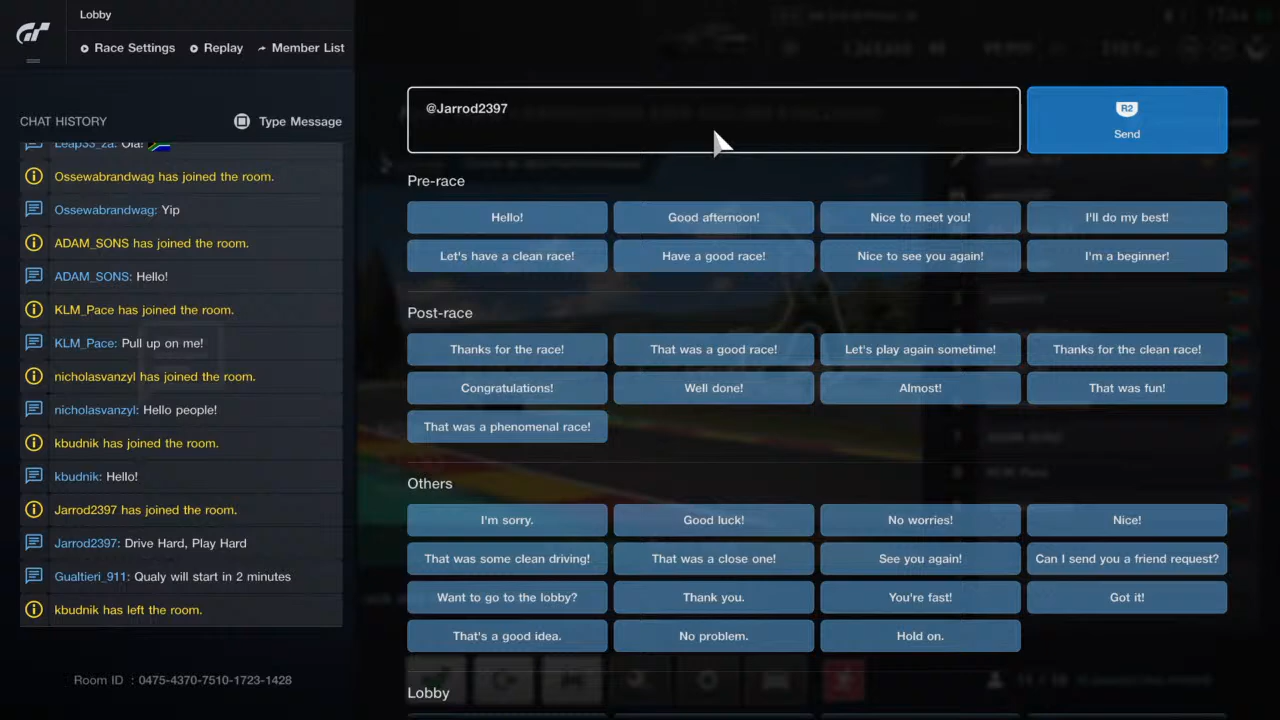 Lobby
Race Settings
Replay
Member List
CHAT HISTORY
Type Message
Leap33_za: Ola!
Ossewabrandwag has joined the room.
Ossewabrandwag: Yip
ADAM_SONS has joined the room.
ADAM_SONS: Hello!
KLM_Pace has joined the room.
KLM_Pace: Pull up on me!
nicholasvanzyl has joined the room.
nicholasvanzyl: Hello people!
kbudnik has joined the room.
kbudnik: Hello!
Jarrod2397 has joined the room.
Jarrod2397: Drive Hard, Play Hard
Gualtieri_911: Qualy will start in 2 minutes
kbudnik has left the room.
Room ID : 0475-4370-7510-1723-1428
@Jarrod2397
R2
Send
Pre-race
Hello!
Good afternoon!
Nice to meet you!
I'll do my best!
Let's have a clean race!
Have a good race!
Nice to see you again!
I'm a beginner!
Post-race
Thanks for the race!
That was a good race!
Let's play again sometime!
Thanks for the clean race!
Congratulations!
Well done!
Almost!
That was fun!
That was a phenomenal race!
Others
I'm sorry.
Good luck!
No worries!
Nice!
That was some clean driving!
That was a close one!
See you again!
Can I send you a friend request?
Want to go to the lobby?
Thank you.
You're fast!
Got it!
That's a good idea.
No problem.
Hold on.
Lobby